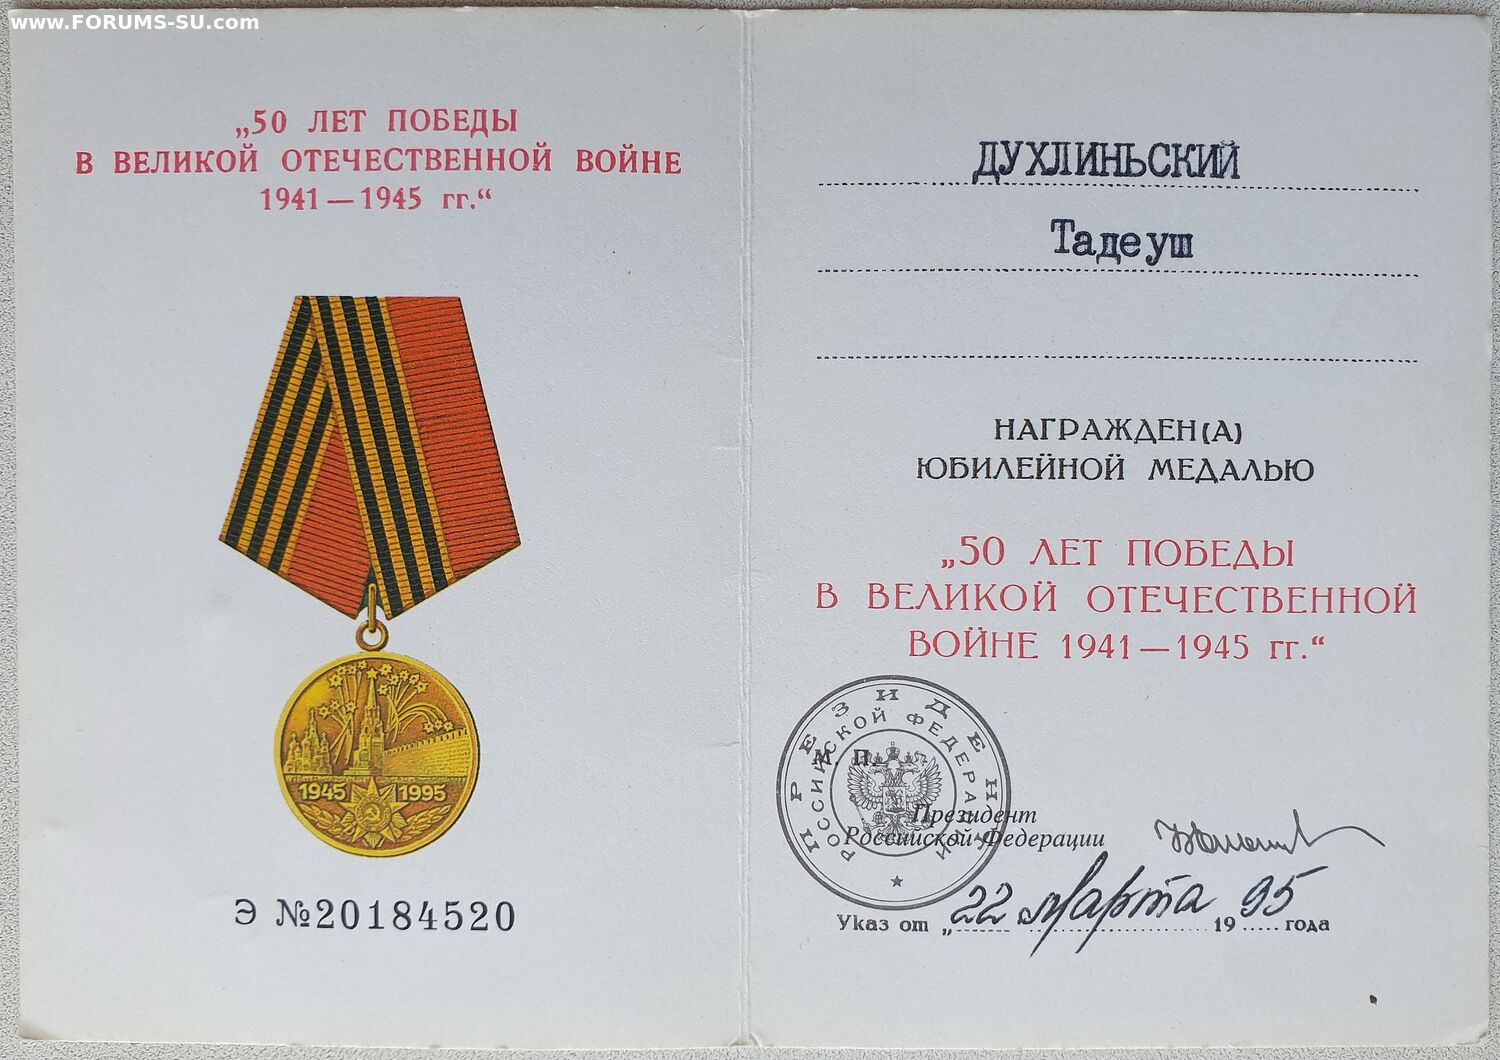 www.FORUMS-SU.com
„50 ЛЕТ ПОБЕДЫ
В ВЕЛИКОЙ ОТЕЧЕСТВЕННОЙ ВОЙНЕ
1941—1945 гг.“
1945 1995
Э №20184520
ДУХЛИНЬСКИЙ
Тадеуш
НАГРАЖДЕН(А)
ЮБИЛЕЙНОЙ МЕДАЛЬЮ
„50 ЛЕТ ПОБЕДЫ
В ВЕЛИКОЙ ОТЕЧЕСТВЕННОЙ
ВОЙНЕ 1941—1945 гг.“
ПРЕЗИДЕНТ
РОССИЙСКОЙ ФЕДЕРАЦИИ
М. П.
Президент
Российской Федерации
Указ от „22 марта 1995 года